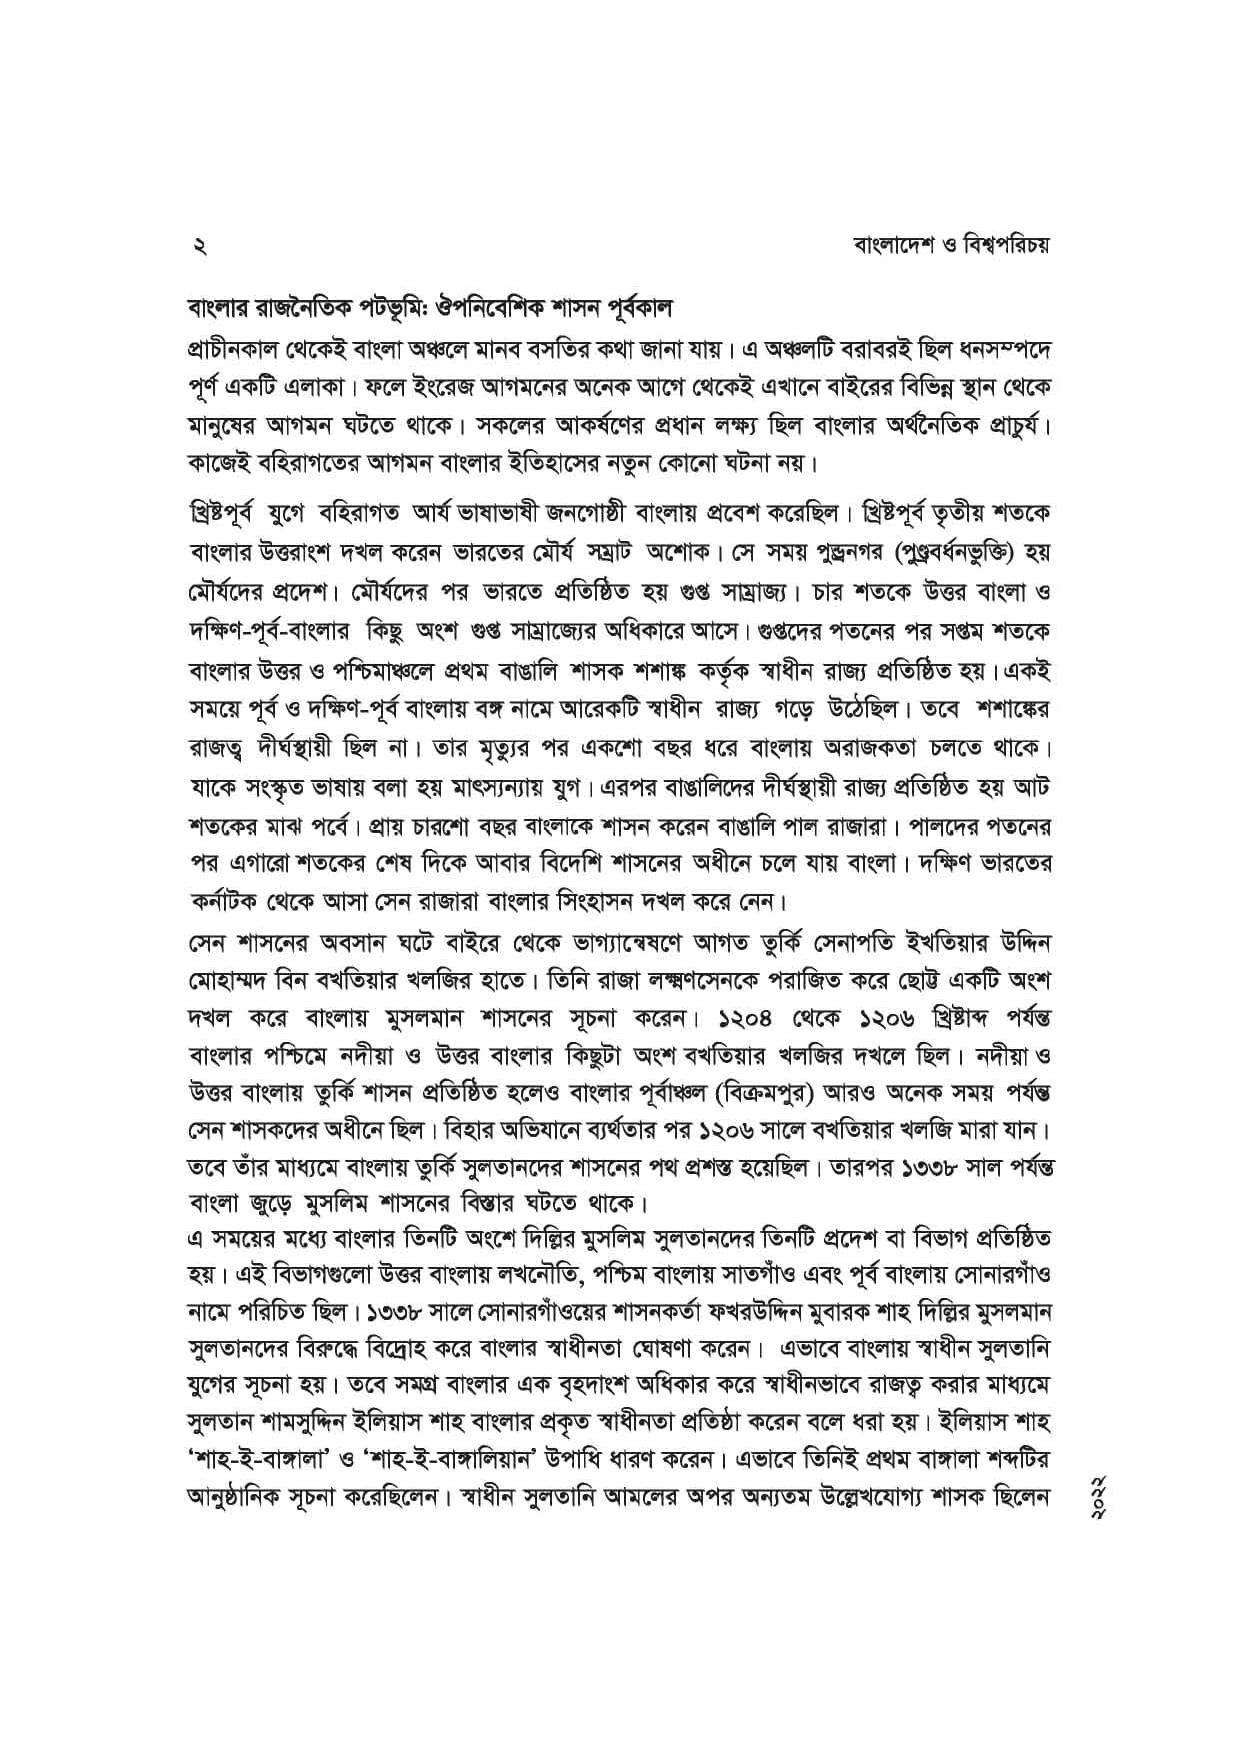 ২
বাংলাদেশ ও বিশ্বপরিচয়
বাংলার রাজনৈতিক পটভূমি: ঔপনিবেশিক শাসন পূর্বকাল
প্রাচীনকাল থেকেই বাংলা অঞ্চলে মানব বসতির কথা জানা যায়। এ অঞ্চলটি বরাবরই ছিল ধনসম্পদে
পূর্ণ একটি এলাকা। ফলে ইংরেজ আগমনের অনেক আগে থেকেই এখানে বাইরের বিভিন্ন স্থান থেকে
মানুষের আগমন ঘটতে থাকে। সকলের আকর্ষণের প্রধান লক্ষ্য ছিল বাংলার অর্থনৈতিক প্রাচুর্য।
কাজেই বহিরাগতের আগমন বাংলার ইতিহাসের নতুন কোনো ঘটনা নয়।
খ্রিষ্টপূর্ব যুগে বহিরাগত আর্য ভাষাভাষী জনগোষ্ঠী বাংলায় প্রবেশ করেছিল। খ্রিষ্টপূর্ব তৃতীয় শতকে
বাংলার উত্তরাংশ দখল করেন ভারতের মৌর্য সম্রাট অশোক। সে সময় পুন্ড্রনগর (পুণ্ড্রবর্ধনভুক্তি) হয়
মৌর্যদের প্রদেশ। মৌর্যদের পর ভারতে প্রতিষ্ঠিত হয় গুপ্ত সাম্রাজ্য। চার শতকে উত্তর বাংলা ও
দক্ষিণ-পূর্ব-বাংলার কিছু অংশ গুপ্ত সাম্রাজ্যের অধিকারে আসে। গুপ্তদের পতনের পর সপ্তম শতকে
বাংলার উত্তর ও পশ্চিমাঞ্চলে প্রথম বাঙালি শাসক শশাঙ্ক কর্তৃক স্বাধীন রাজ্য প্রতিষ্ঠিত হয়। একই
সময়ে পূর্ব ও দক্ষিণ-পূর্ব বাংলায় বঙ্গ নামে আরেকটি স্বাধীন রাজ্য গড়ে উঠেছিল। তবে শশাঙ্কের
রাজত্ব দীর্ঘস্থায়ী ছিল না। তার মৃত্যুর পর একশো বছর ধরে বাংলায় অরাজকতা চলতে থাকে।
যাকে সংস্কৃত ভাষায় বলা হয় মাৎস্যন্যায় যুগ। এরপর বাঙালিদের দীর্ঘস্থায়ী রাজ্য প্রতিষ্ঠিত হয় আট
শতকের মাঝ পর্বে। প্রায় চারশো বছর বাংলাকে শাসন করেন বাঙালি পাল রাজারা। পালদের পতনের
পর এগারো শতকের শেষ দিকে আবার বিদেশি শাসনের অধীনে চলে যায় বাংলা। দক্ষিণ ভারতের
কর্নাটক থেকে আসা সেন রাজারা বাংলার সিংহাসন দখল করে নেন।
সেন শাসনের অবসান ঘটে বাইরে থেকে ভাগ্যান্বেষণে আগত তুর্কি সেনাপতি ইখতিয়ার উদ্দিন
মোহাম্মদ বিন বখতিয়ার খলজির হাতে। তিনি রাজা লক্ষ্মণসেনকে পরাজিত করে ছোট্ট একটি অংশ
দখল করে বাংলায় মুসলমান শাসনের সূচনা করেন। ১২০৪ থেকে ১২০৬ খ্রিষ্টাব্দ পর্যন্ত
বাংলার পশ্চিমে নদীয়া ও উত্তর বাংলার কিছুটা অংশ বখতিয়ার খলজির দখলে ছিল। নদীয়া ও
উত্তর বাংলায় তুর্কি শাসন প্রতিষ্ঠিত হলেও বাংলার পূর্বাঞ্চল (বিক্রমপুর) আরও অনেক সময় পর্যন্ত
সেন শাসকদের অধীনে ছিল। বিহার অভিযানে ব্যর্থতার পর ১২০৬ সালে বখতিয়ার খলজি মারা যান।
তবে তাঁর মাধ্যমে বাংলায় তুর্কি সুলতানদের শাসনের পথ প্রশস্ত হয়েছিল। তারপর ১৩৩৮ সাল পর্যন্ত
বাংলা জুড়ে মুসলিম শাসনের বিস্তার ঘটতে থাকে।
এ সময়ের মধ্যে বাংলার তিনটি অংশে দিল্লির মুসলিম সুলতানদের তিনটি প্রদেশ বা বিভাগ প্রতিষ্ঠিত
হয়। এই বিভাগগুলো উত্তর বাংলায় লখনৌতি, পশ্চিম বাংলায় সাতগাঁও এবং পূর্ব বাংলায় সোনারগাঁও
নামে পরিচিত ছিল। ১৩৩৮ সালে সোনারগাঁওয়ের শাসনকর্তা ফখরউদ্দিন মুবারক শাহ দিল্লির মুসলমান
সুলতানদের বিরুদ্ধে বিদ্রোহ করে বাংলার স্বাধীনতা ঘোষণা করেন। এভাবে বাংলায় স্বাধীন সুলতানি
যুগের সূচনা হয়। তবে সমগ্র বাংলার এক বৃহদাংশ অধিকার করে স্বাধীনভাবে রাজত্ব করার মাধ্যমে
সুলতান শামসুদ্দিন ইলিয়াস শাহ বাংলার প্রকৃত স্বাধীনতা প্রতিষ্ঠা করেন বলে ধরা হয়। ইলিয়াস শাহ
‘শাহ-ই-বাঙ্গালা’ ও ‘শাহ-ই-বাঙ্গালিয়ান’ উপাধি ধারণ করেন। এভাবে তিনিই প্রথম বাঙ্গালা শব্দটির
আনুষ্ঠানিক সূচনা করেছিলেন। স্বাধীন সুলতানি আমলের অপর অন্যতম উল্লেখযোগ্য শাসক ছিলেন
২০২২